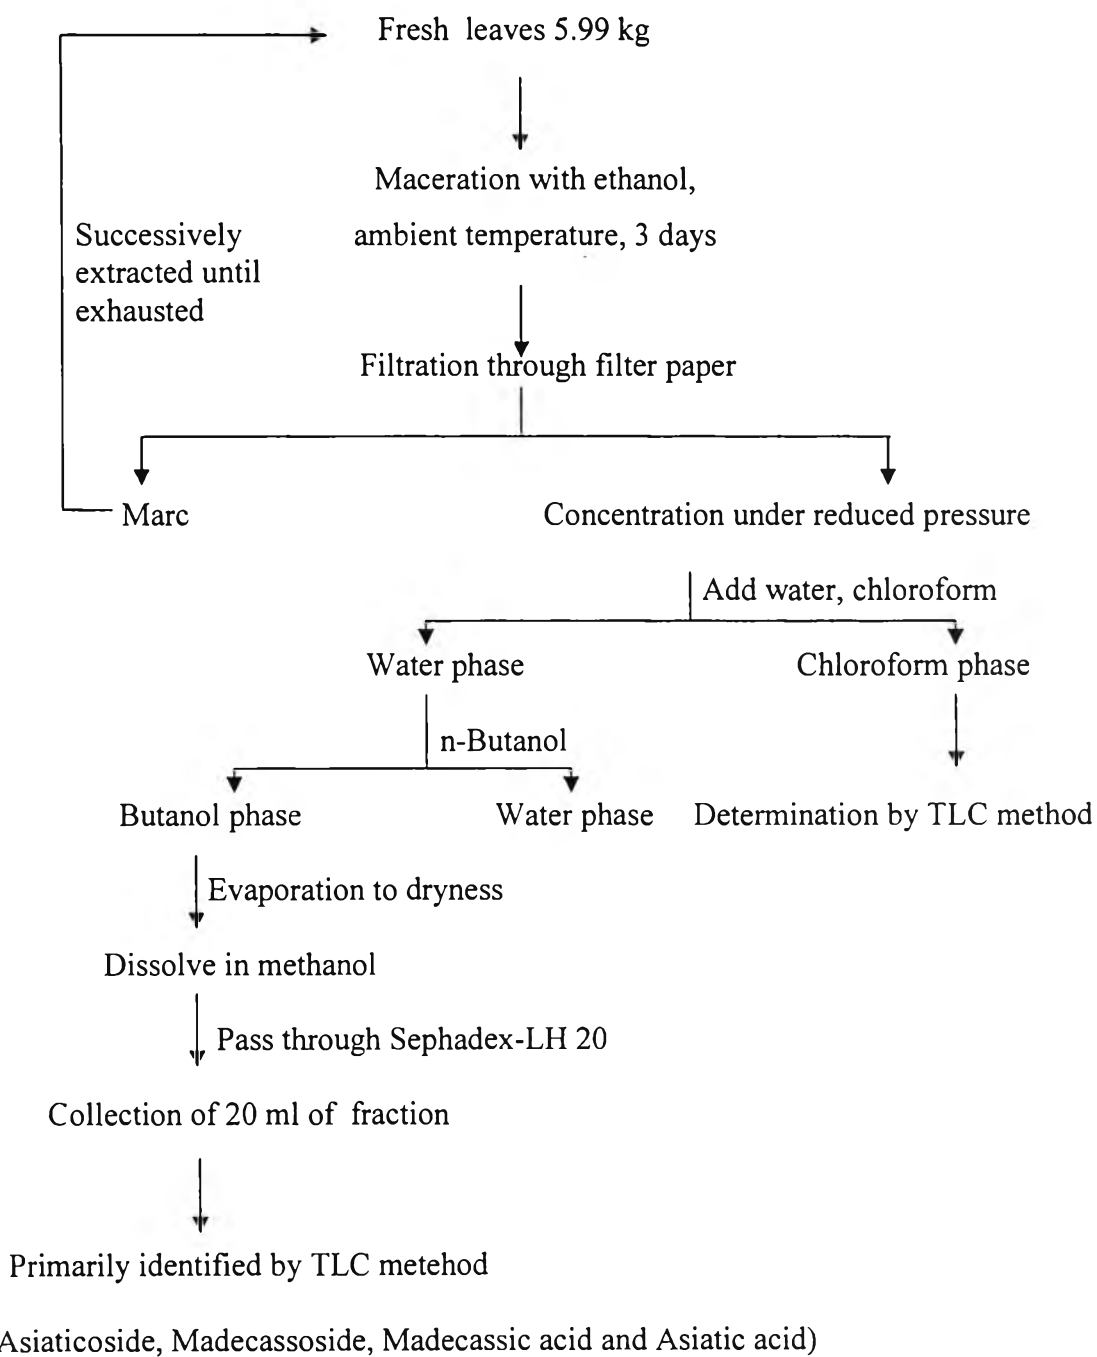 Fresh leaves 5.99 kg
Maceration with ethanol,
ambient temperature, 3 days
Successively
extracted until
exhausted
Filtration through filter paper
Marc
Concentration under reduced pressure
Add water, chloroform
Water phase
Chloroform phase
n-Butanol
Butanol phase
Water phase
Determination by TLC method
Evaporation to dryness
Dissolve in methanol
Pass through Sephadex-LH 20
Collection of 20 ml of fraction
Primarily identified by TLC metehod
Asiaticoside, Madecassoside, Madecassic acid and Asiatic acid)